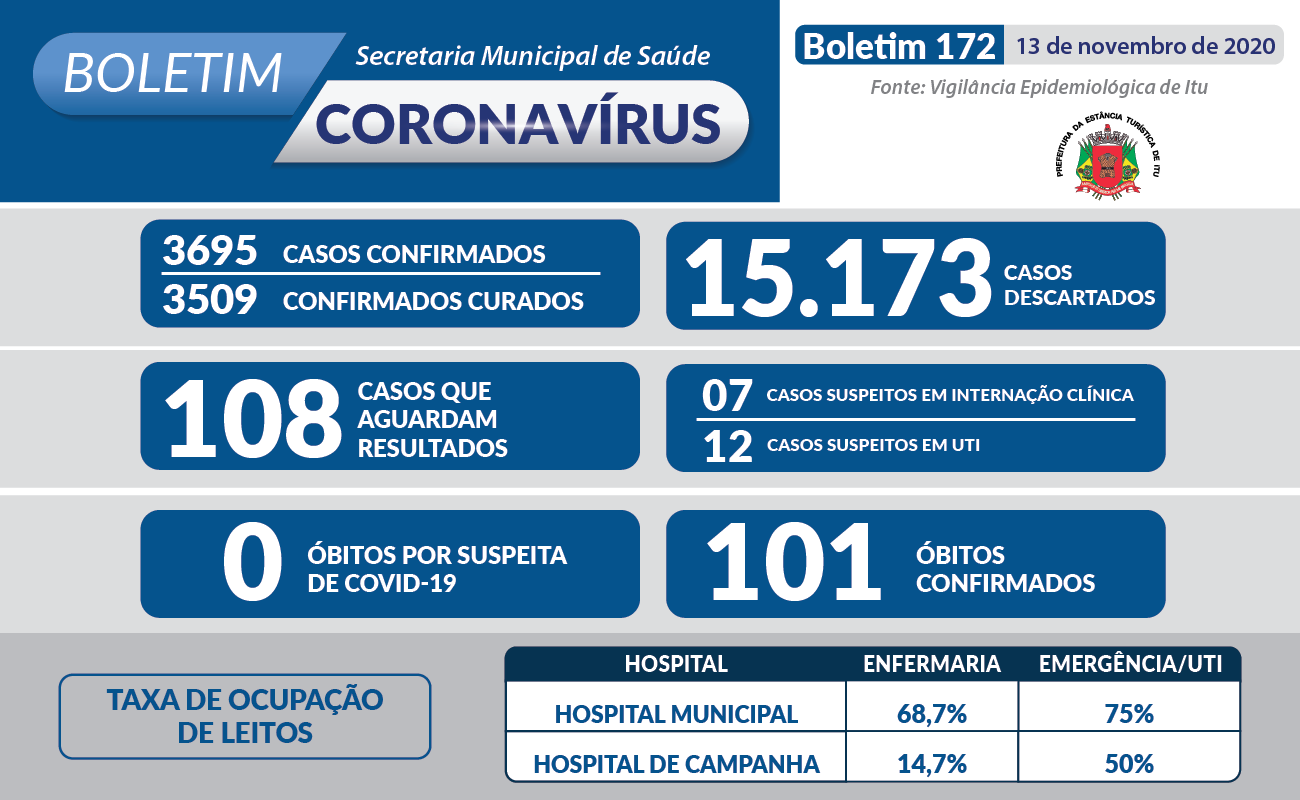 BOLETIM
Secretaria Municipal de Saúde
CORONAVÍRUS
Boletim 172 13 de novembro de 2020
Fonte: Vigilância Epidemiológica de Itu
PREFEITURA DA ESTÂNCIA TURÍSTICA DE ITU
3695 CASOS CONFIRMADOS
3509 CONFIRMADOS CURADOS
15.173 CASOS
DESCARTADOS
108 CASOS QUE
AGUARDAM
RESULTADOS
07 CASOS SUSPEITOS EM INTERNAÇÃO CLÍNICA
12 CASOS SUSPEITOS EM UTI
0 ÓBITOS POR SUSPEITA
DE COVID-19
101 ÓBITOS
CONFIRMADOS
TAXA DE OCUPAÇÃO
DE LEITOS
HOSPITAL ENFERMARIA EMERGÊNCIA/UTI
HOSPITAL MUNICIPAL 68,7% 75%
HOSPITAL DE CAMPANHA 14,7% 50%